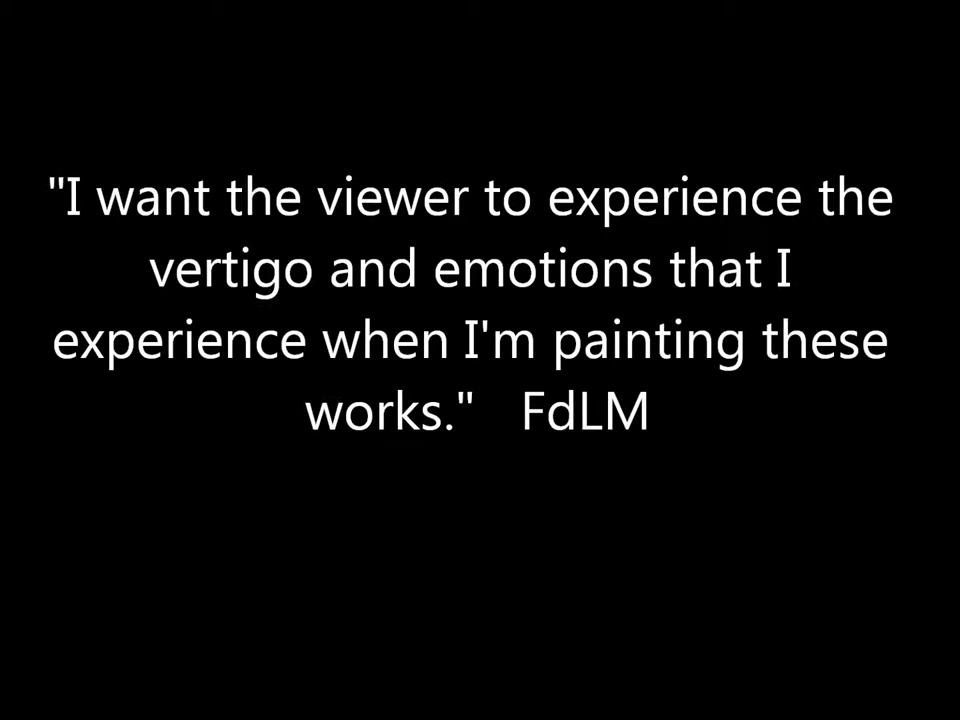 "I want the viewer to experience the
vertigo and emotions that I
experience when I'm painting these
works."   FdLM